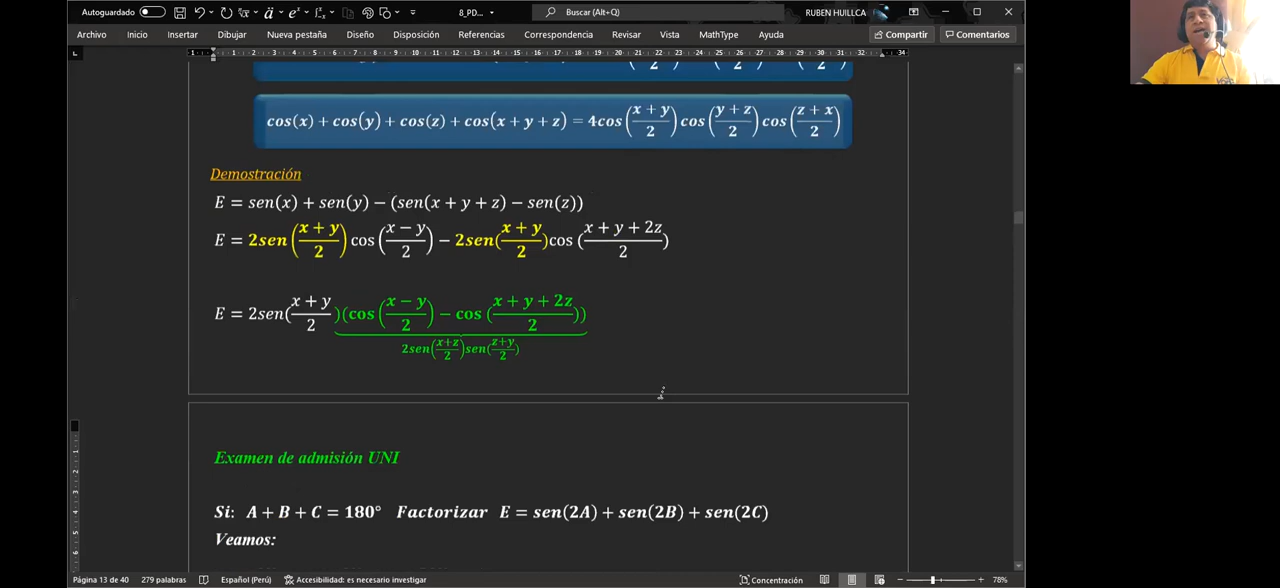 Autoguardado 8_PD... Buscar (Alt+Q) RUBEN HUILLCA
Archivo Inicio Insertar Dibujar Nueva pestaña Diseño Disposición Referencias Correspondencia Revisar Vista MathType Ayuda Compartir Comentarios
cos(x) + cos(y) + cos(z) + cos(x + y + z) = 4cos((x + y)/2) cos((y + z)/2) cos((z + x)/2)
Demostración
E = sen(x) + sen(y) − (sen(x + y + z) − sen(z))
E = 2sen((x + y)/2) cos((x − y)/2) − 2sen((x + y)/2)cos((x + y + 2z)/2)
E = 2sen((x + y)/2)(cos((x − y)/2) − cos((x + y + 2z)/2))
2sen((x+z)/2)sen((z+y)/2)
Examen de admisión UNI
Si: A + B + C = 180° Factorizar E = sen(2A) + sen(2B) + sen(2C)
Veamos:
Página 13 de 40 279 palabras Español (Perú) Accesibilidad: es necesario investigar Concentración 78%